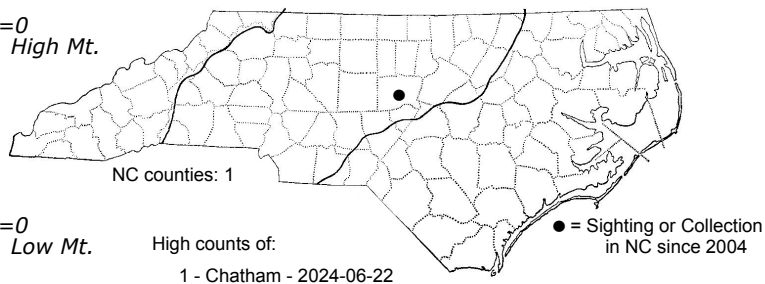 =0
High Mt.
NC counties: 1
=0
Low Mt.
High counts of:
1 - Chatham - 2024-06-22
● = Sighting or Collection
in NC since 2004